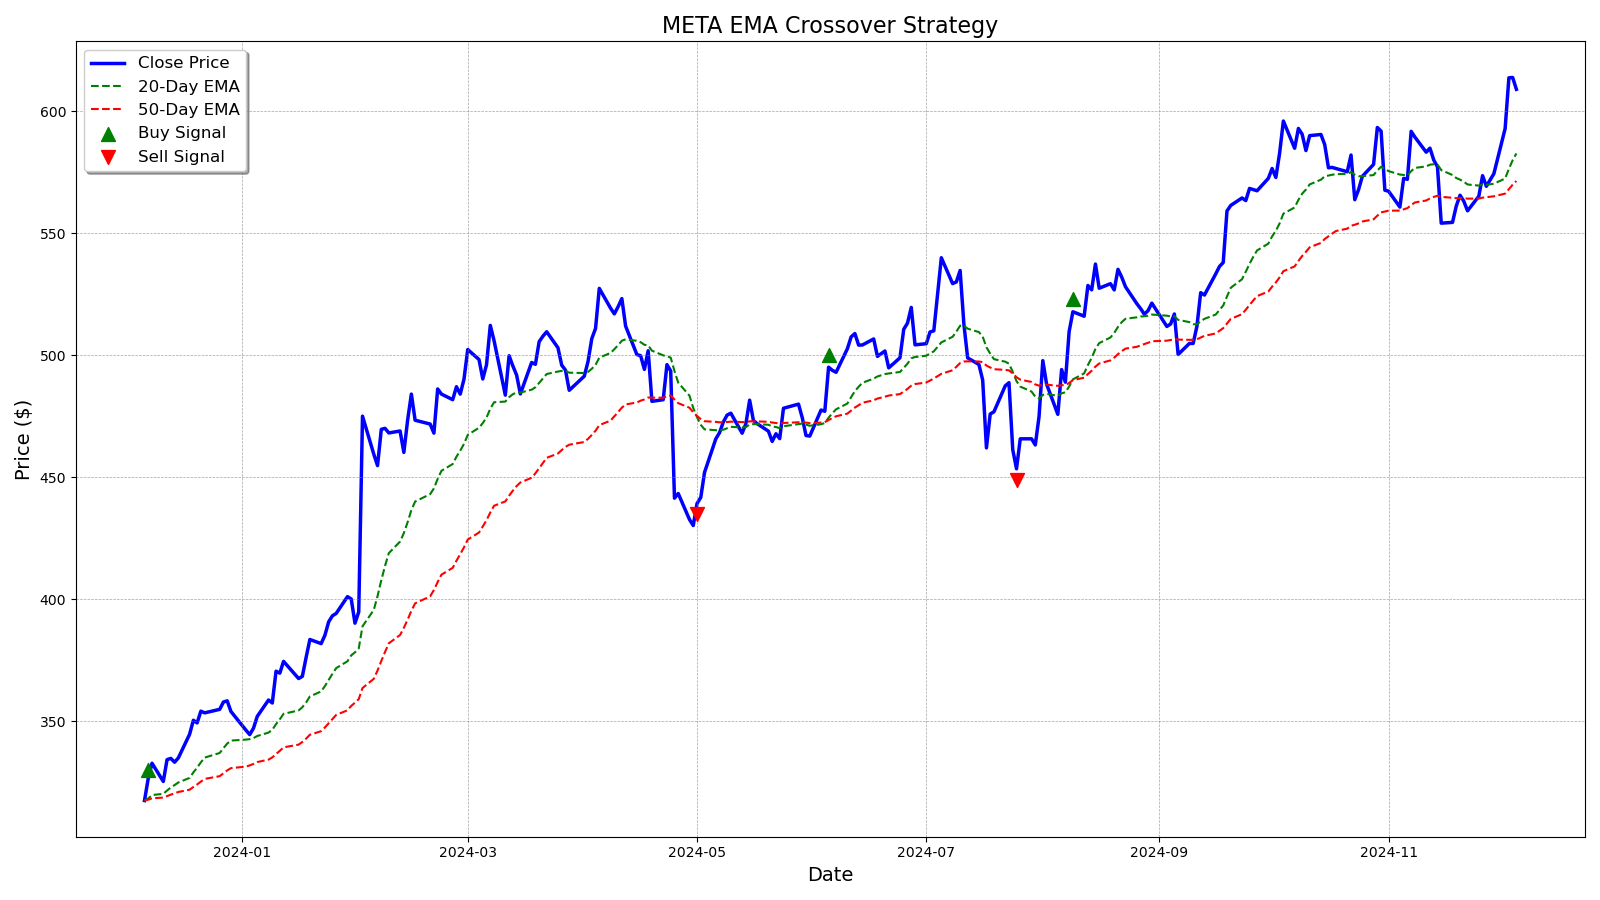 META EMA Crossover Strategy
Close Price
20-Day EMA
50-Day EMA
Buy Signal
Sell Signal
Price ($)
600
550
500
450
400
350
2024-01
2024-03
2024-05
2024-07
2024-09
2024-11
Date